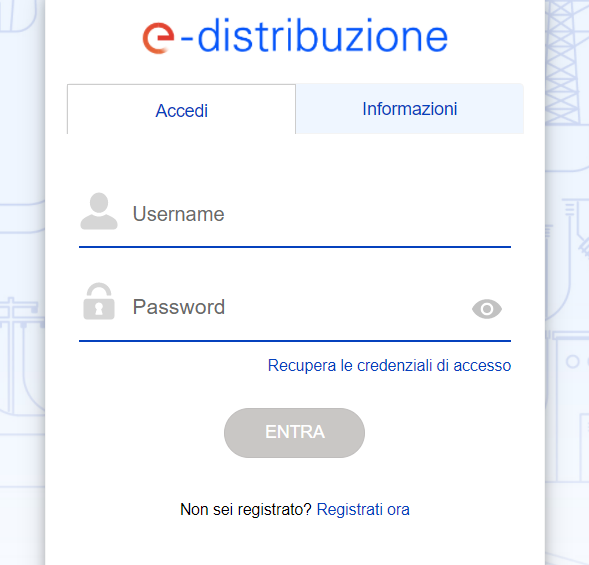 e-distribuzione
Accedi
Informazioni
Username
Password
Recupera le credenziali di accesso
ENTRA
Non sei registrato? Registrati ora